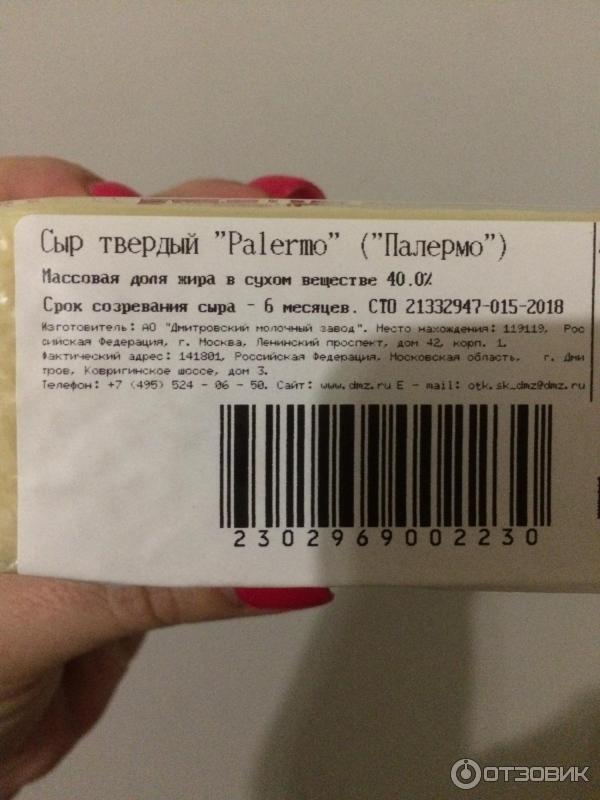 Сыр твердый "Palermo" ("Палермо")
Массовая доля жира в сухом веществе 40.0%
Срок созревания сыра - 6 месяцев. СТО 21332947-015-2018
Изготовитель: АО "Дмитровский молочный завод". Место нахождения: 119119, Рос
сийская Федерация, г. Москва, Ленинский проспект, дом 42, корп. 1.
Фактический адрес: 141801, Российская Федерация, Московская область, г. Дми
тров, Ковригинское шоссе, дом 3.
Телефон: +7 (495) 524 - 06 - 50. Сайт: www.dmz.ru E - mail: otk.sk_dmz@dmz.ru
2302969002230
ОТЗОВИК